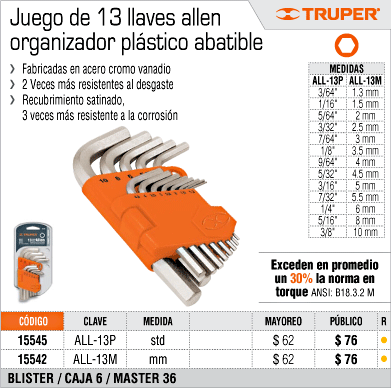 Juego de 13 llaves allen
organizador plástico abatible
TRUPER®
Fabricadas en acero cromo vanadio
2 Veces más resistentes al desgaste
Recubrimiento satinado,
3 veces más resistente a la corrosión
MEDIDAS
ALL-13P ALL-13M
3/64" 1.3 mm
1/16" 1.5 mm
5/64" 2 mm
3/32" 2.5 mm
7/64" 3 mm
1/8" 3.5 mm
9/64" 4 mm
5/32" 4.5 mm
3/16" 5 mm
7/32" 5.5 mm
1/4" 6 mm
5/16" 8 mm
3/8" 10 mm
10 8 6
TRUPER
Exceden en promedio
un 30% la norma en
torque ANSI: B18.3.2 M
CÓDIGO CLAVE MEDIDA MAYOREO PÚBLICO R
15545 ALL-13P std $ 62 $ 76
15542 ALL-13M mm $ 62 $ 76
BLISTER / CAJA 6 / MASTER 36